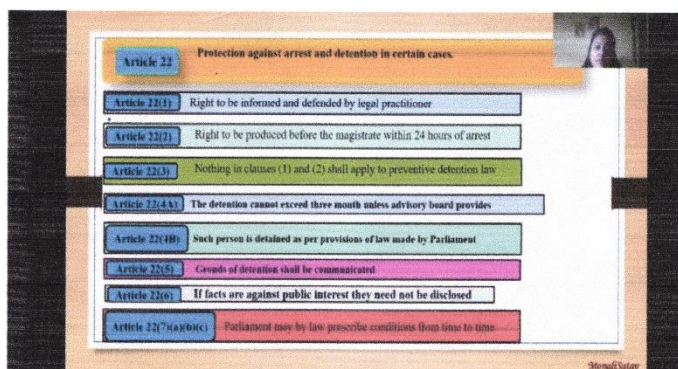 Article 22 Protection against arrest and detention in certain cases.
Article 22(1) Right to be informed and defended by legal practitioner
Article 22(2) Right to be produced before the magistrate within 24 hours of arrest
Article 22(3) Nothing in clauses (1) and (2) shall apply to preventive detention law
Article 22(4A) The detention cannot exceed three month unless advisory board provides
Article 22(4B) Such person is detained as per provisions of law made by Parliament
Article 22(5) Gronds of detention shall be communicated
Article 22(6) If facts are against public interest they need not be disclosed
Article 22(7)(a)(b)(c) Parliament may by law prescribe conditions from time to time
Monali Satav